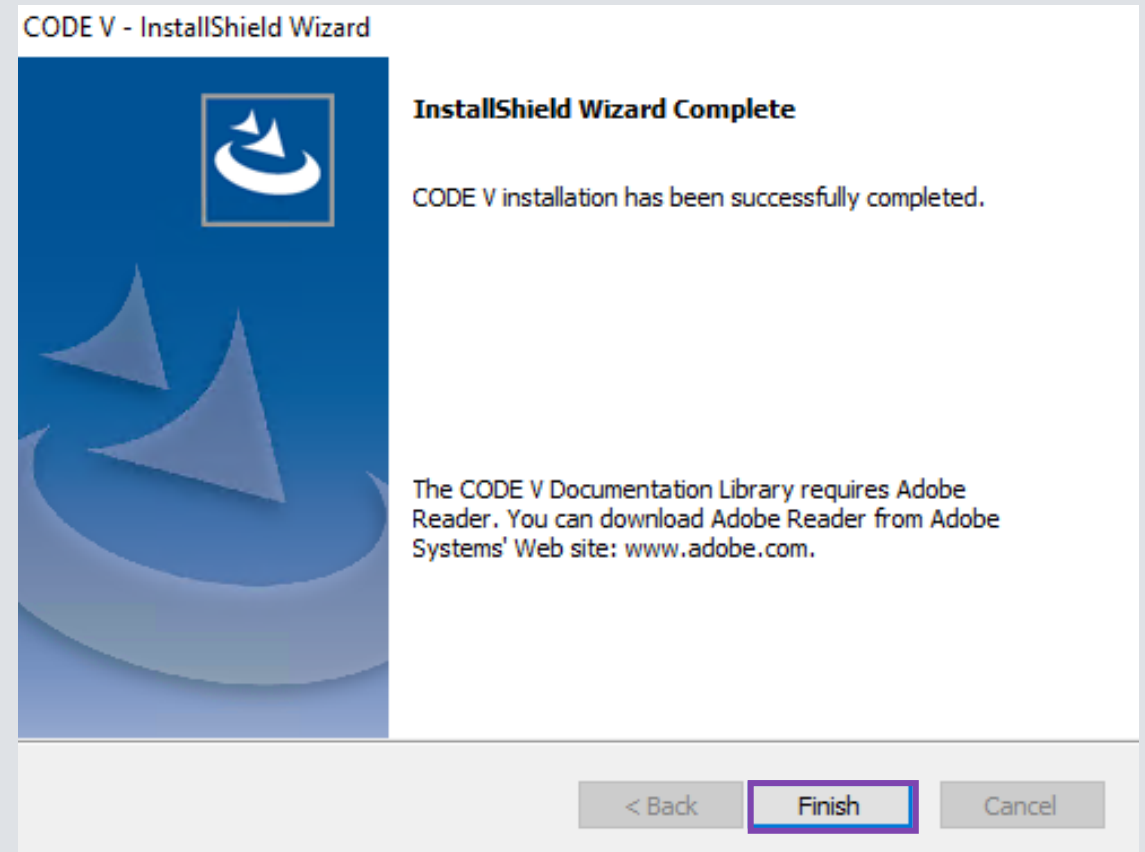 CODE V - InstallShield Wizard
InstallShield Wizard Complete
CODE V installation has been successfully completed.
The CODE V Documentation Library requires Adobe
Reader. You can download Adobe Reader from Adobe
Systems' Web site: www.adobe.com.
< Back Finish Cancel